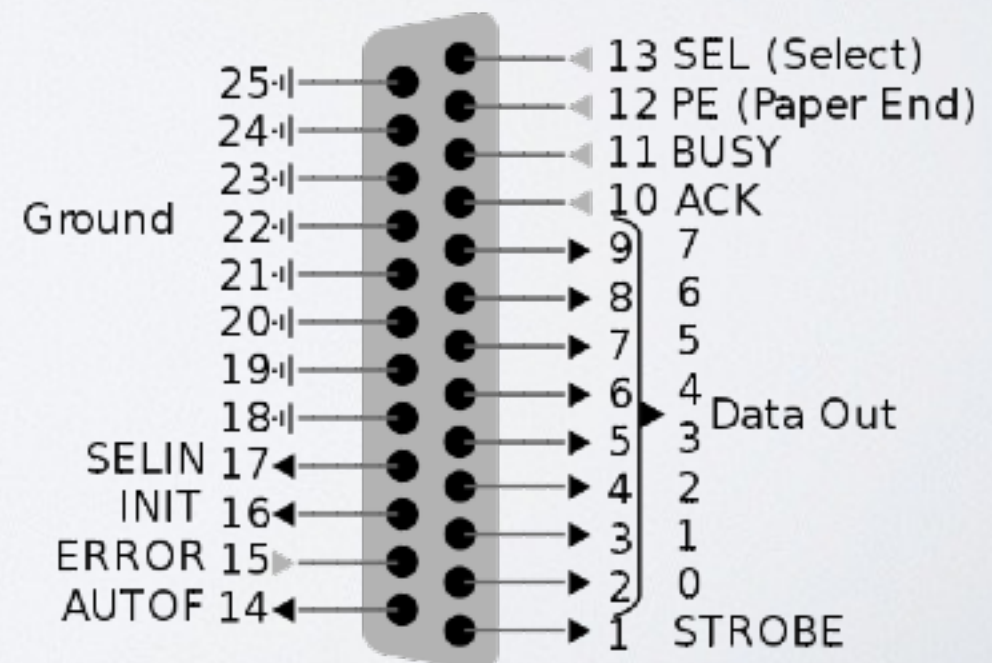 13 SEL (Select)
25
12 PE (Paper End)
24
11 BUSY
23
10 ACK
Ground
22
9 7
21
8 6
20
7 5
19
6 4
Data Out
18
5 3
SELIN 17
4 2
INIT 16
3 1
ERROR 15
2 0
AUTOF 14
1 STROBE